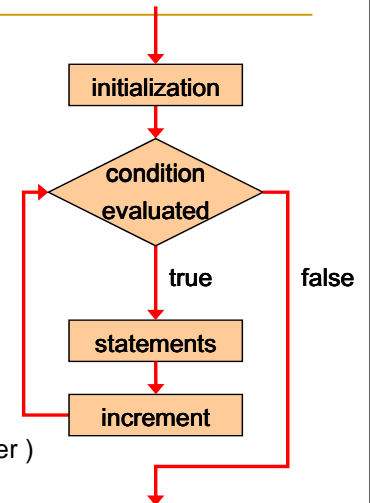 initialization
condition
evaluated
true
false
statements
increment
er )